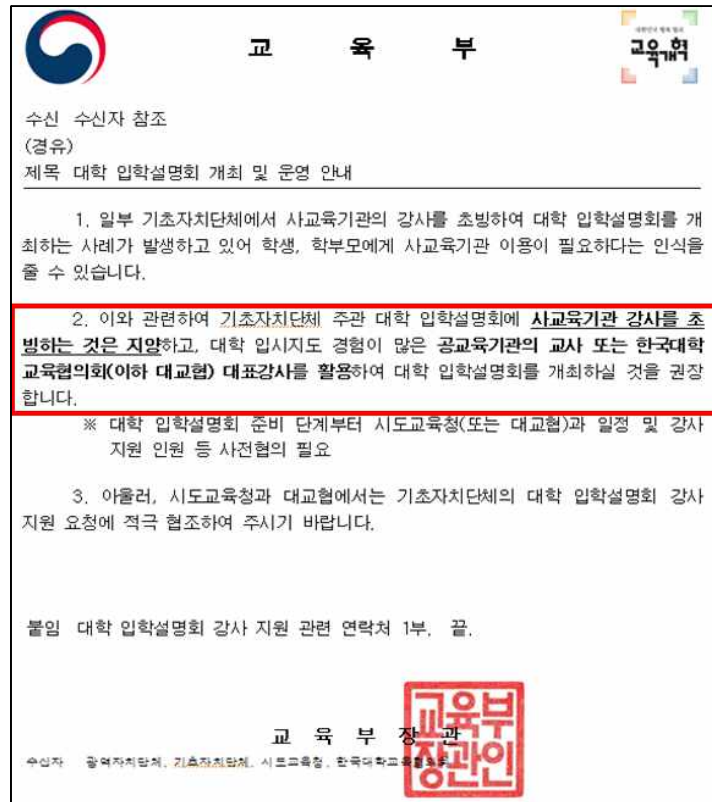 교 육 부
대한민국 행복 열쇠
교육개혁
수신 수신자 참조
(경유)
제목 대학 입학설명회 개최 및 운영 안내
1. 일부 기초자치단체에서 사교육기관의 강사를 초빙하여 대학 입학설명회를 개
최하는 사례가 발생하고 있어 학생, 학부모에게 사교육기관 이용이 필요하다는 인식을
줄 수 있습니다.
2. 이와 관련하여 기초자치단체 주관 대학 입학설명회에 사교육기관 강사를 초
빙하는 것은 지양하고, 대학 입시지도 경험이 많은 공교육기관의 교사 또는 한국대학
교육협의회(이하 대교협) 대표강사를 활용하여 대학 입학설명회를 개최하실 것을 권장
합니다.
※ 대학 입학설명회 준비 단계부터 시도교육청(또는 대교협)과 일정 및 강사
지원 인원 등 사전협의 필요
3. 아울러, 시도교육청과 대교협에서는 기초자치단체의 대학 입학설명회 강사
지원 요청에 적극 협조하여 주시기 바랍니다.
붙임 대학 입학설명회 강사 지원 관련 연락처 1부. 끝.
교 육 부 장 관
교육부
장관인
수신자 광역자치단체, 기초자치단체, 시도교육청, 한국대학교육협의회